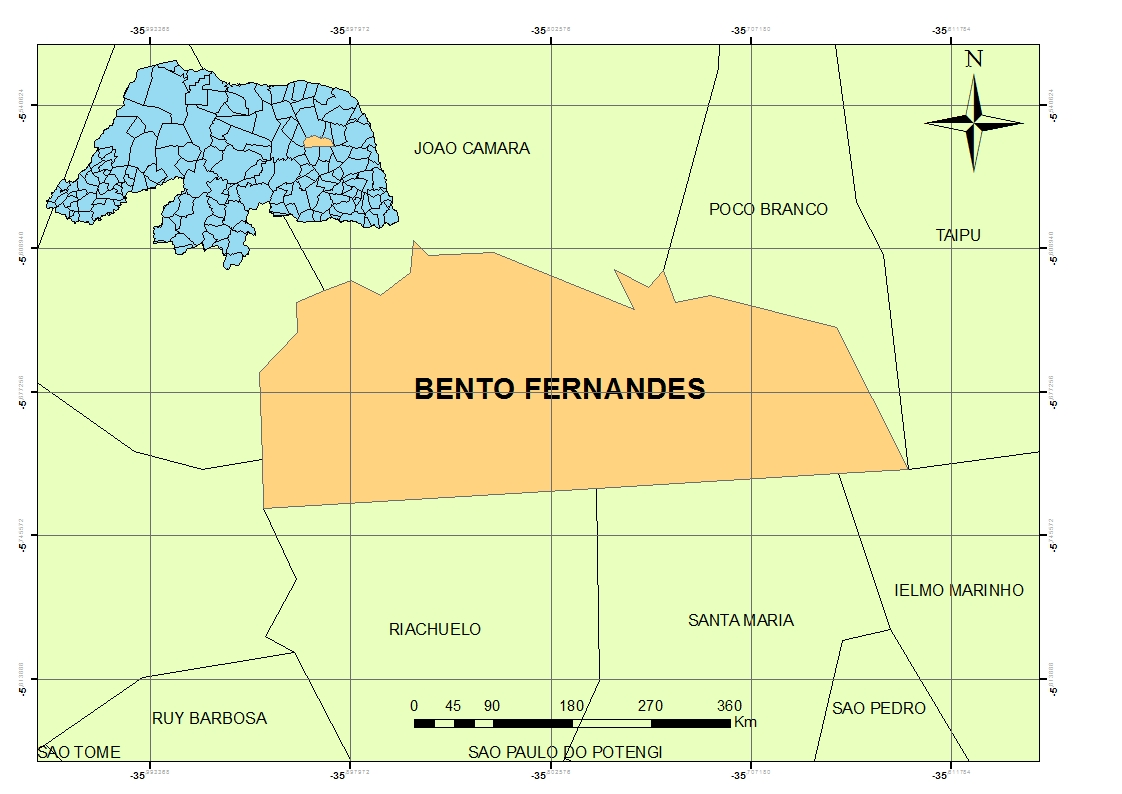 -35 -35 -35 -35 -35
N
-5 -5
JOAO CAMARA
POCO BRANCO
TAIPU
-5 -5
BENTO FERNANDES
-5 -5
-5 -5
IELMO MARINHO
SANTA MARIA
RIACHUELO
-5 -5
0 45 90 180 270 360
Km
SAO PEDRO
RUY BARBOSA
SAO TOME
SAO PAULO DO POTENGI
-35 -35 -35 -35 -35